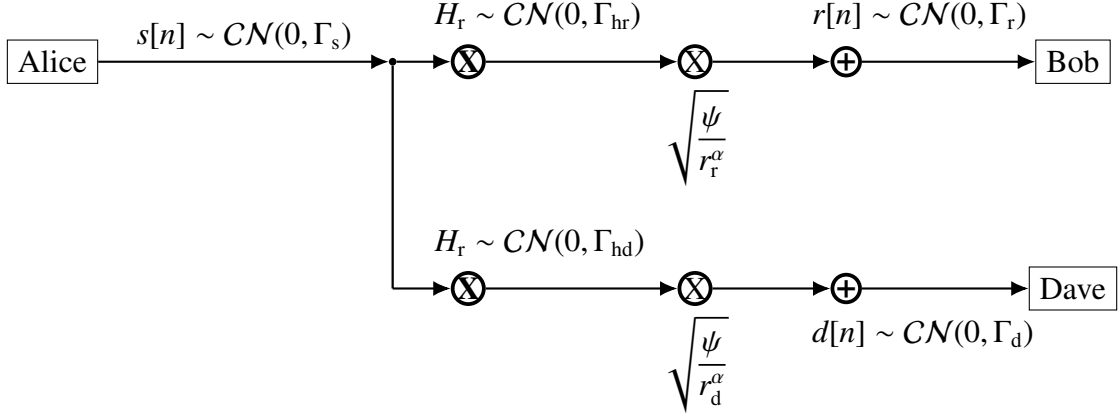 H_r ∼ CN(0, Γ_hr)
r[n] ∼ CN(0, Γ_r)
s[n] ∼ CN(0, Γ_s)
Alice
X
X
+
Bob
√(ψ/r_r^α)
H_r ∼ CN(0, Γ_hd)
X
X
+
Dave
d[n] ∼ CN(0, Γ_d)
√(ψ/r_d^α)